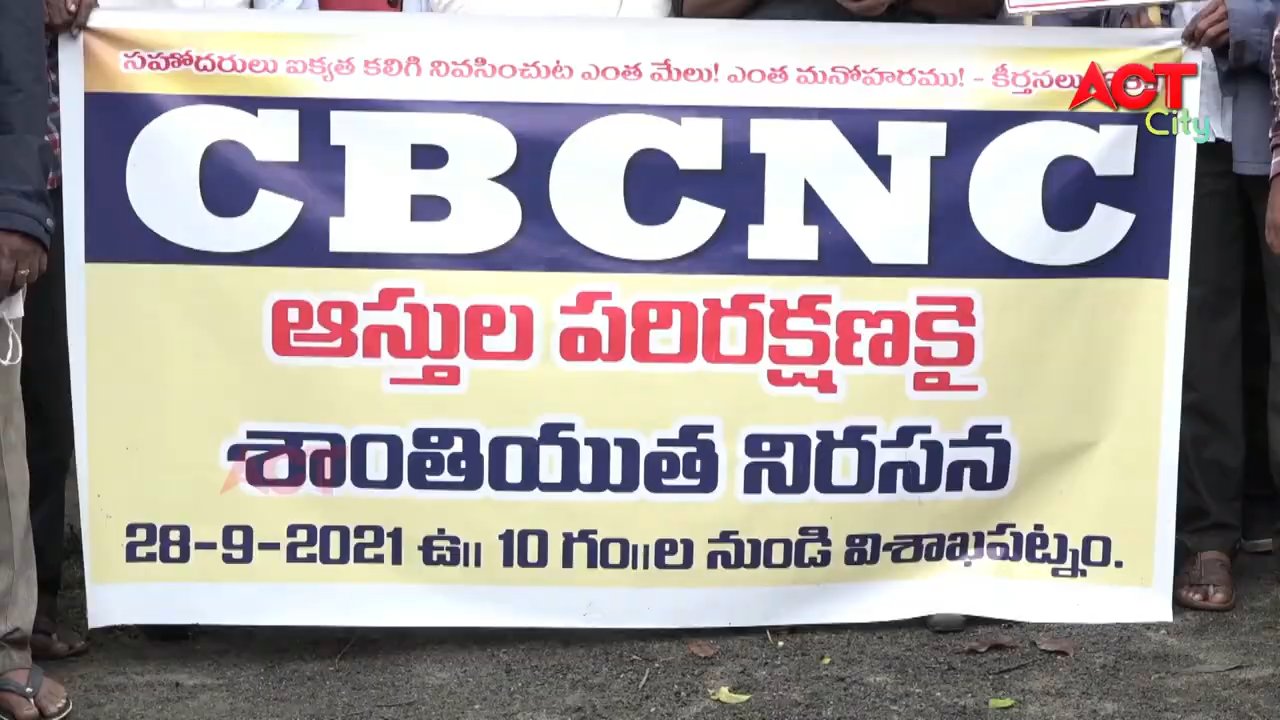 సహోదరులు ఐక్యత కలిగి నివసించుట ఎంత మేలు! ఎంత మనోహరము! - కీర్తనలు
ACT
City
CBCNC
ఆస్తుల పరిరక్షణకై
శాంతియుత నిరసన
ACT
28-9-2021 ఉ॥ 10 గం॥ల నుండి విశాఖపట్నం.